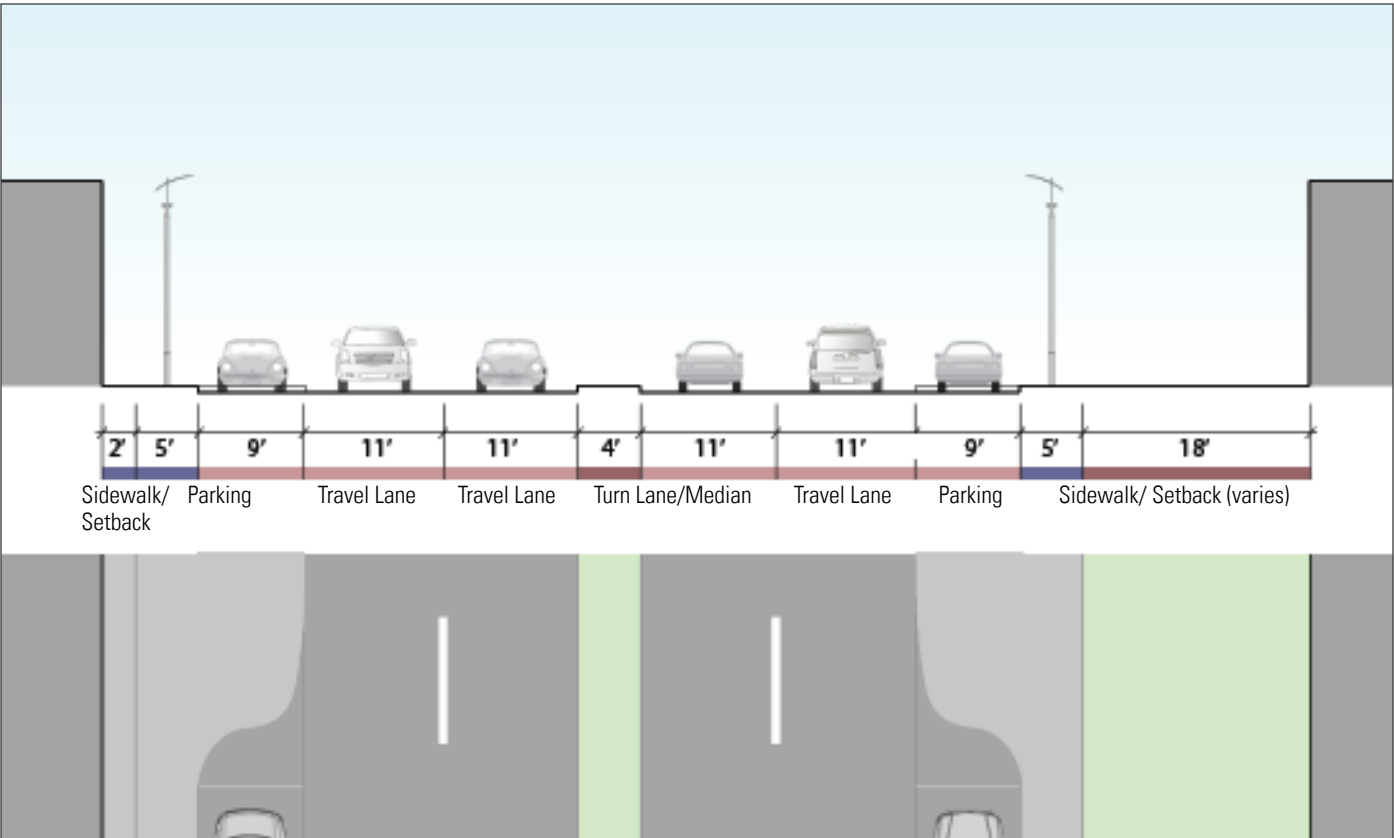 2' 5' 9' 11' 11' 4' 11' 11' 9' 5' 18'
Sidewalk/ Parking Travel Lane Travel Lane Turn Lane/Median Travel Lane Parking Sidewalk/ Setback (varies)
Setback